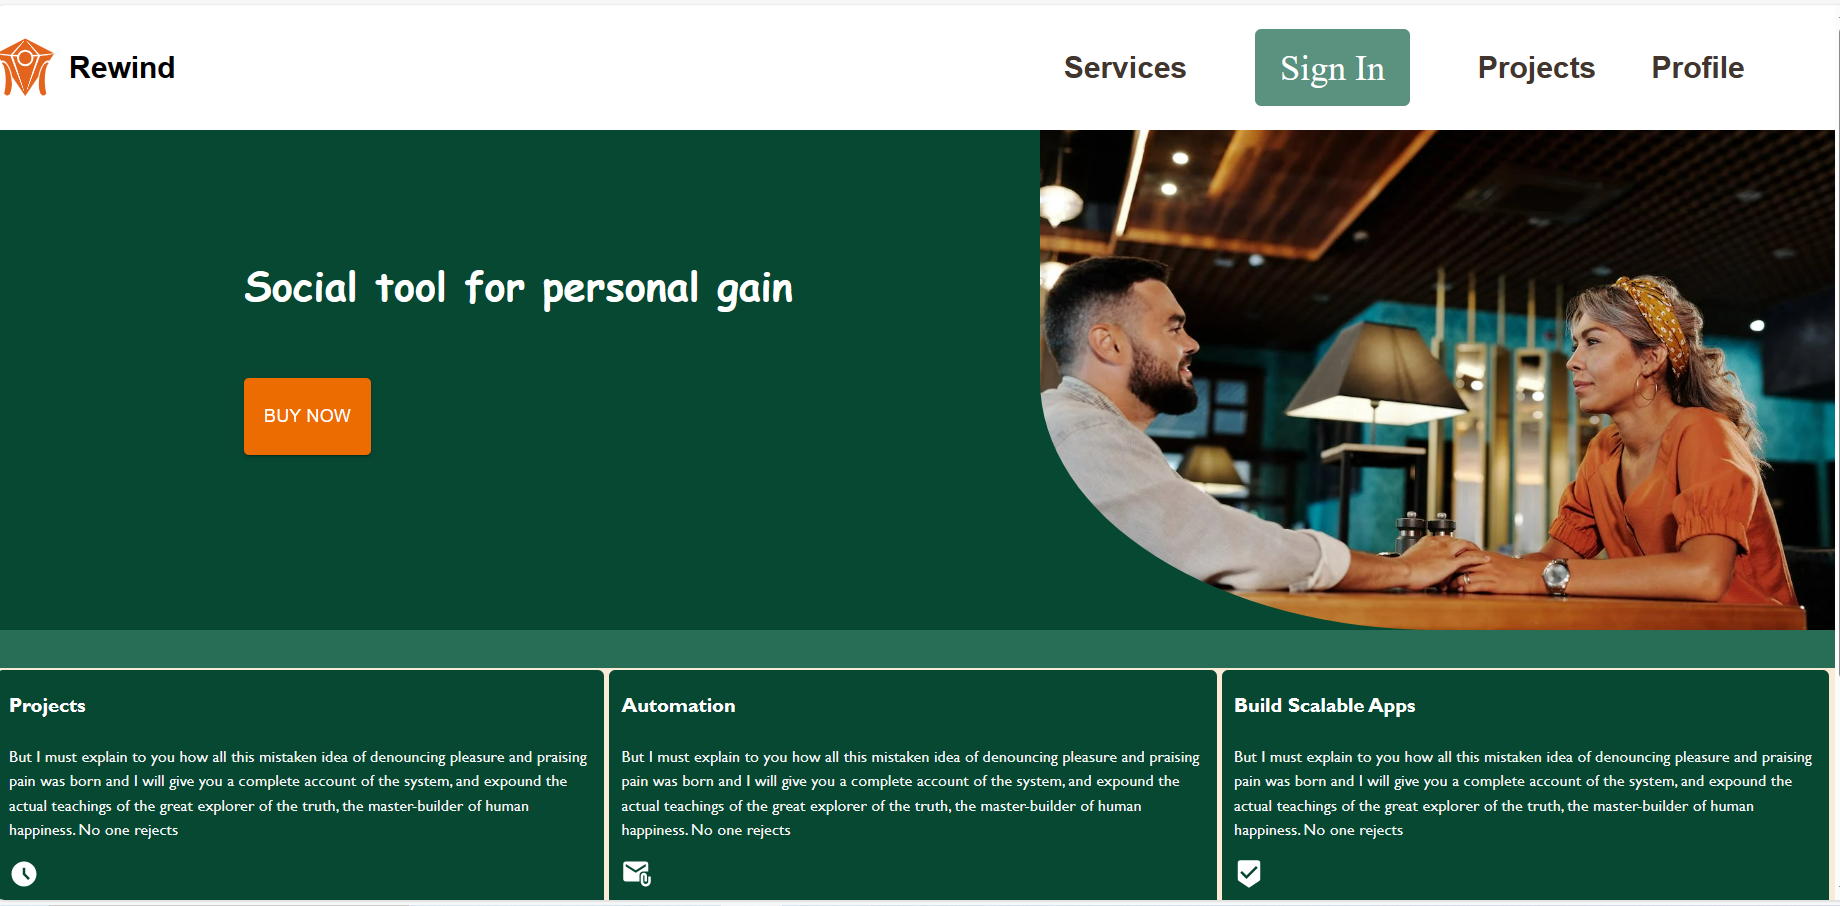 Rewind
Services
Sign In
Projects
Profile
Social tool for personal gain
BUY NOW
Projects
But I must explain to you how all this mistaken idea of denouncing pleasure and praising
pain was born and I will give you a complete account of the system, and expound the
actual teachings of the great explorer of the truth, the master-builder of human
happiness. No one rejects
Automation
But I must explain to you how all this mistaken idea of denouncing pleasure and praising
pain was born and I will give you a complete account of the system, and expound the
actual teachings of the great explorer of the truth, the master-builder of human
happiness. No one rejects
Build Scalable Apps
But I must explain to you how all this mistaken idea of denouncing pleasure and praising
pain was born and I will give you a complete account of the system, and expound the
actual teachings of the great explorer of the truth, the master-builder of human
happiness. No one rejects